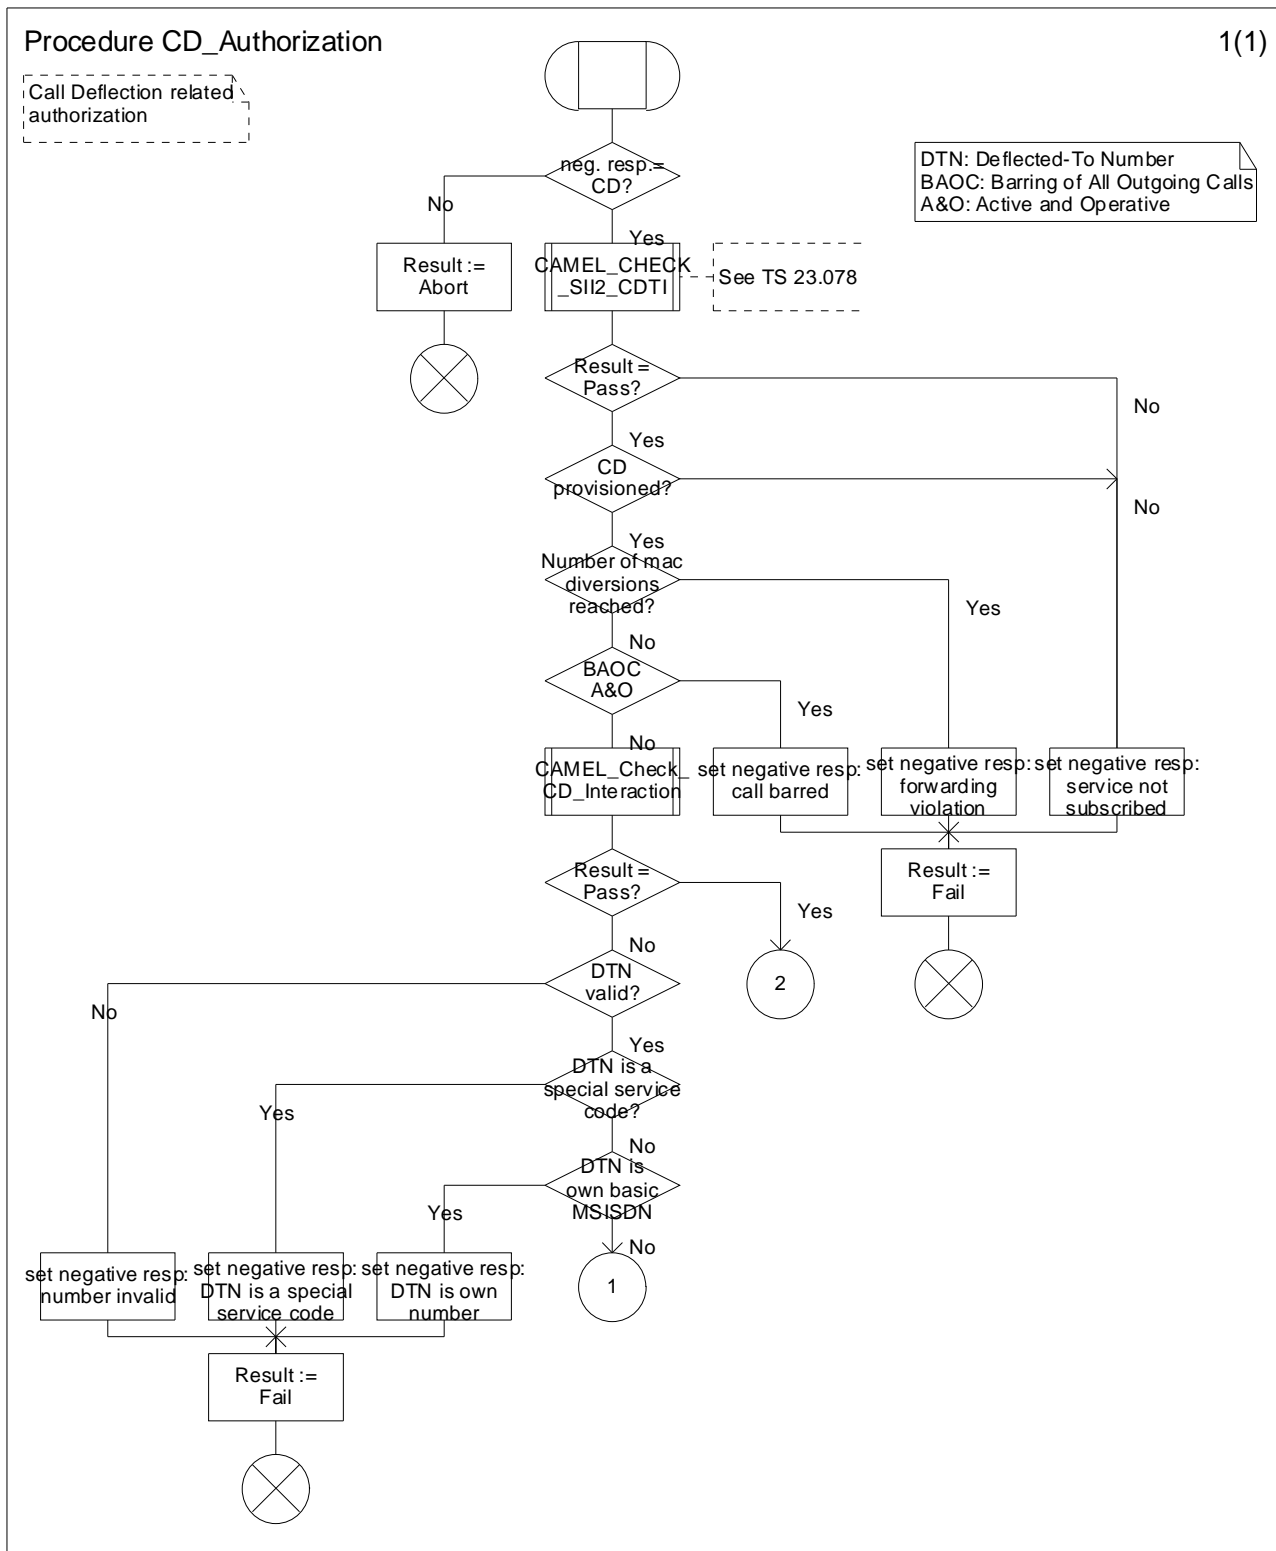 Procedure CD_Authorization
1(1)
Call Deflection related
authorization
DTN: Deflected-To Number
BAOC: Barring of All Outgoing Calls
A&O: Active and Operative
neg. resp.=
CD?
No
Yes
Result :=
Abort
CAMEL_CHECK
_SII2_CDTI
See TS 23.078
Result =
Pass?
No
Yes
CD
provisioned?
No
Yes
Number of mac
diversions
reached?
Yes
No
BAOC
A&O
Yes
No
CAMEL_Check_
CD_Interaction
set negative resp:
call barred
set negative resp:
forwarding
violation
set negative resp:
service not
subscribed
Result =
Pass?
Result :=
Fail
Yes
No
DTN
valid?
2
No
Yes
DTN is a
special service
code?
Yes
No
DTN is
own basic
MSISDN
Yes
No
set negative resp:
number invalid
set negative resp:
DTN is a special
service code
set negative resp:
DTN is own
number
1
Result :=
Fail